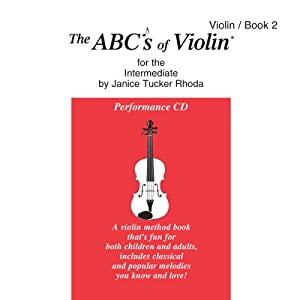 Violin / Book 2
The ABC's of Violin®
for the
Intermediate
by Janice Tucker Rhoda
Performance CD
A violin method book
that's fun for
both children and adults,
includes classical
and popular melodies
you know and love!